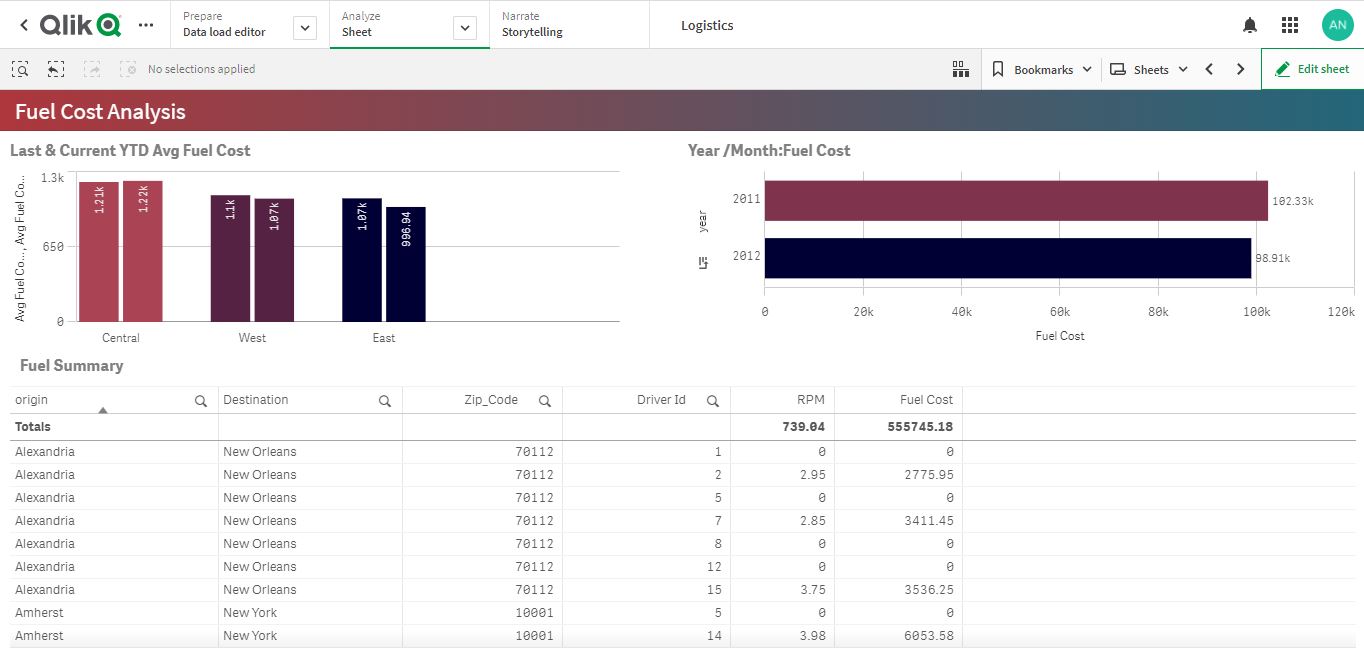 Qlik
Prepare
Data load editor
Analyze
Sheet
Narrate
Storytelling
Logistics
AN
No selections applied
Bookmarks
Sheets
Edit sheet
Fuel Cost Analysis
Last & Current YTD Avg Fuel Cost
Avg Fuel Co..., Avg Fuel Co...
1.3k
650
0
1.21k
1.22k
1.1k
1.07k
1.07k
996.94
Central
West
East
Year /Month:Fuel Cost
year
2011
2012
102.33k
98.91k
0
20k
40k
60k
80k
100k
120k
Fuel Cost
Fuel Summary
origin Destination Zip_Code Driver Id RPM Fuel Cost
Totals 739.04 555745.18
Alexandria New Orleans 70112 1 0 0
Alexandria New Orleans 70112 2 2.95 2775.95
Alexandria New Orleans 70112 5 0 0
Alexandria New Orleans 70112 7 2.85 3411.45
Alexandria New Orleans 70112 8 0 0
Alexandria New Orleans 70112 12 0 0
Alexandria New Orleans 70112 15 3.75 3536.25
Amherst New York 10001 5 0 0
Amherst New York 10001 14 3.98 6053.58